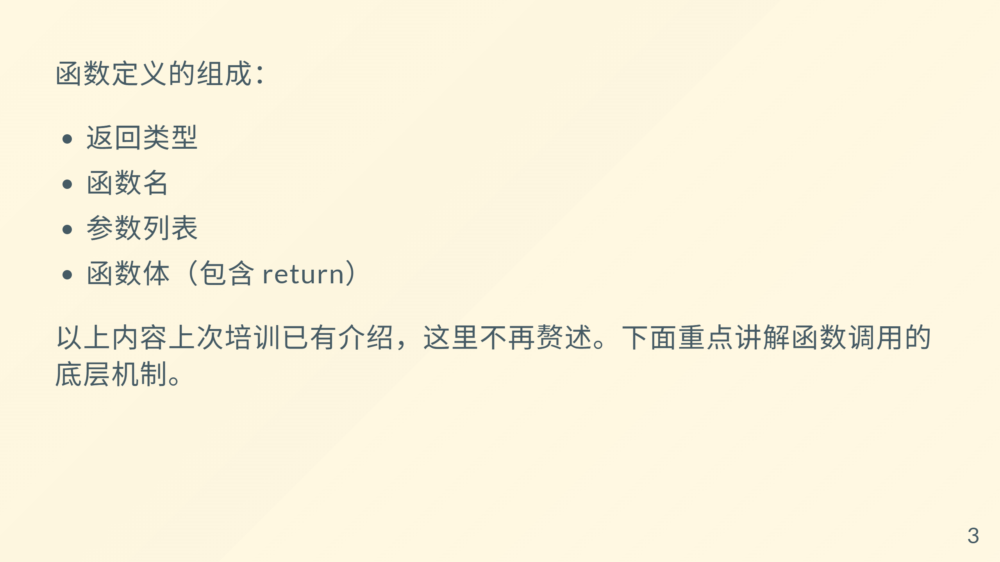 函数定义的组成：
返回类型
函数名
参数列表
函数体（包含 return）
以上内容上次培训已有介绍，这里不再赘述。下面重点讲解函数调用的
底层机制。
3